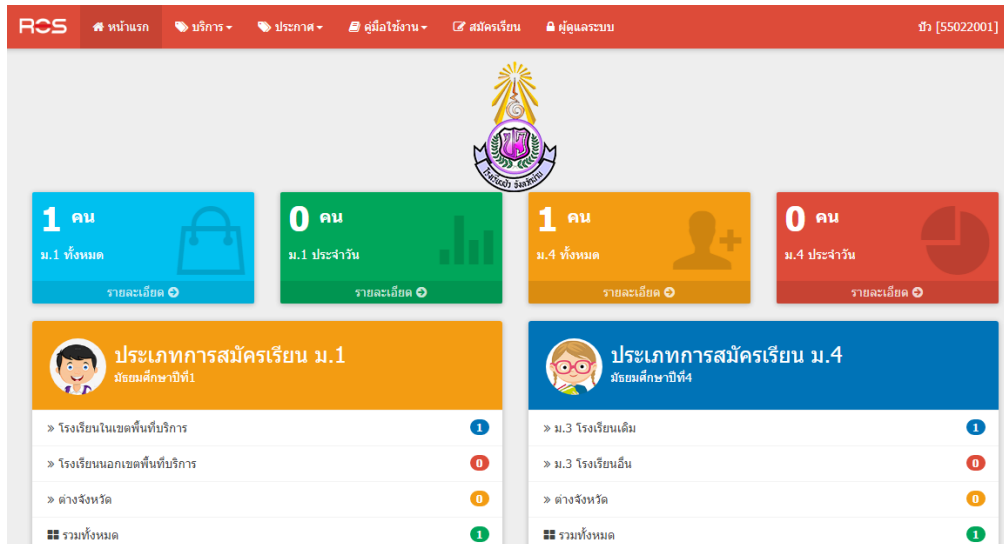 ROS หน้าแรก บริการ ประกาศ คู่มือใช้งาน สมัครเรียน ผู้ดูแลระบบ บัว [55022001]
1 คน
ม.1 ทั้งหมด
รายละเอียด
0 คน
ม.1 ประจำวัน
รายละเอียด
1 คน
ม.4 ทั้งหมด
รายละเอียด
0 คน
ม.4 ประจำวัน
รายละเอียด
ประเภทการสมัครเรียน ม.1
มัธยมศึกษาปีที่1
» โรงเรียนในเขตพื้นที่บริการ 1
» โรงเรียนนอกเขตพื้นที่บริการ 0
» ต่างจังหวัด 0
รวมทั้งหมด 1
ประเภทการสมัครเรียน ม.4
มัธยมศึกษาปีที่4
» ม.3 โรงเรียนเดิม 1
» ม.3 โรงเรียนอื่น 0
» ต่างจังหวัด 0
รวมทั้งหมด 1